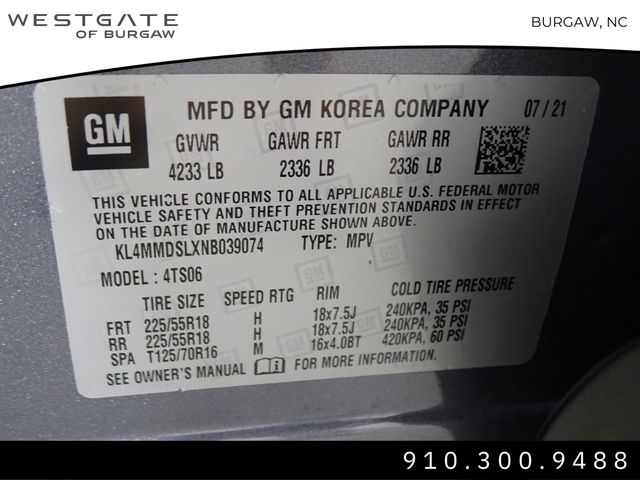 WESTGATE
OF BURGAW
BURGAW, NC
GM
MFD BY GM KOREA COMPANY 07/21
GVWR GAWR FRT GAWR RR
4233 LB 2336 LB 2336 LB
THIS VEHICLE CONFORMS TO ALL APPLICABLE U.S. FEDERAL MOTOR
VEHICLE SAFETY AND THEFT PREVENTION STANDARDS IN EFFECT
ON THE DATE OF MANUFACTURE SHOWN ABOVE.
KL4MMDSLXNB039074 TYPE: MPV
MODEL: 4TS06
TIRE SIZE SPEED RTG RIM COLD TIRE PRESSURE
FRT 225/55R18 H 18x7.5J 240KPA, 35 PSI
RR 225/55R18 H 18x7.5J 240KPA, 35 PSI
SPA T125/70R16 M 16x4.0BT 420KPA, 60 PSI
SEE OWNER'S MANUAL FOR MORE INFORMATION.
910.300.9488